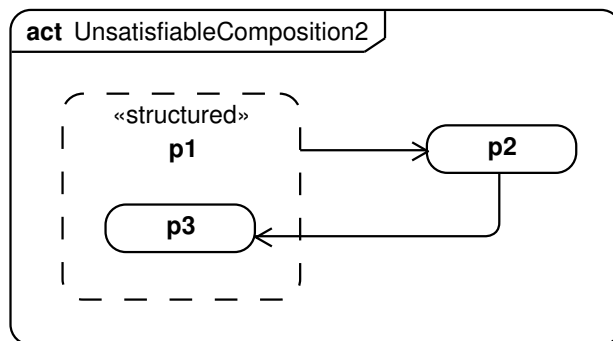 act UnsatisfiableComposition2
«structured»
p1
p2
p3